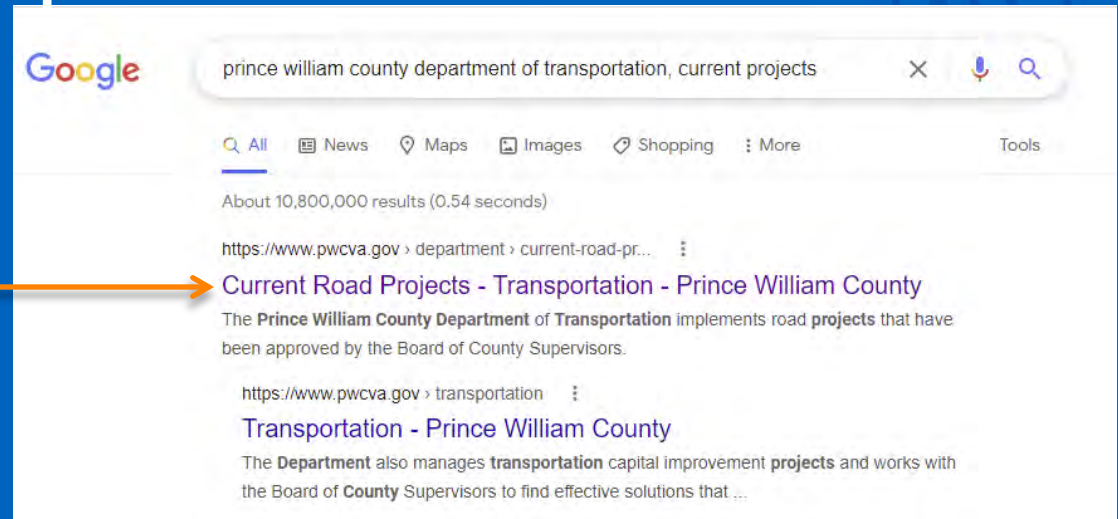 Google
prince william county department of transportation, current projects
All News Maps Images Shopping More Tools
About 10,800,000 results (0.54 seconds)
https://www.pwcva.gov › department › current-road-pr...
Current Road Projects - Transportation - Prince William County
The Prince William County Department of Transportation implements road projects that have
been approved by the Board of County Supervisors.
https://www.pwcva.gov › transportation
Transportation - Prince William County
The Department also manages transportation capital improvement projects and works with
the Board of County Supervisors to find effective solutions that ...